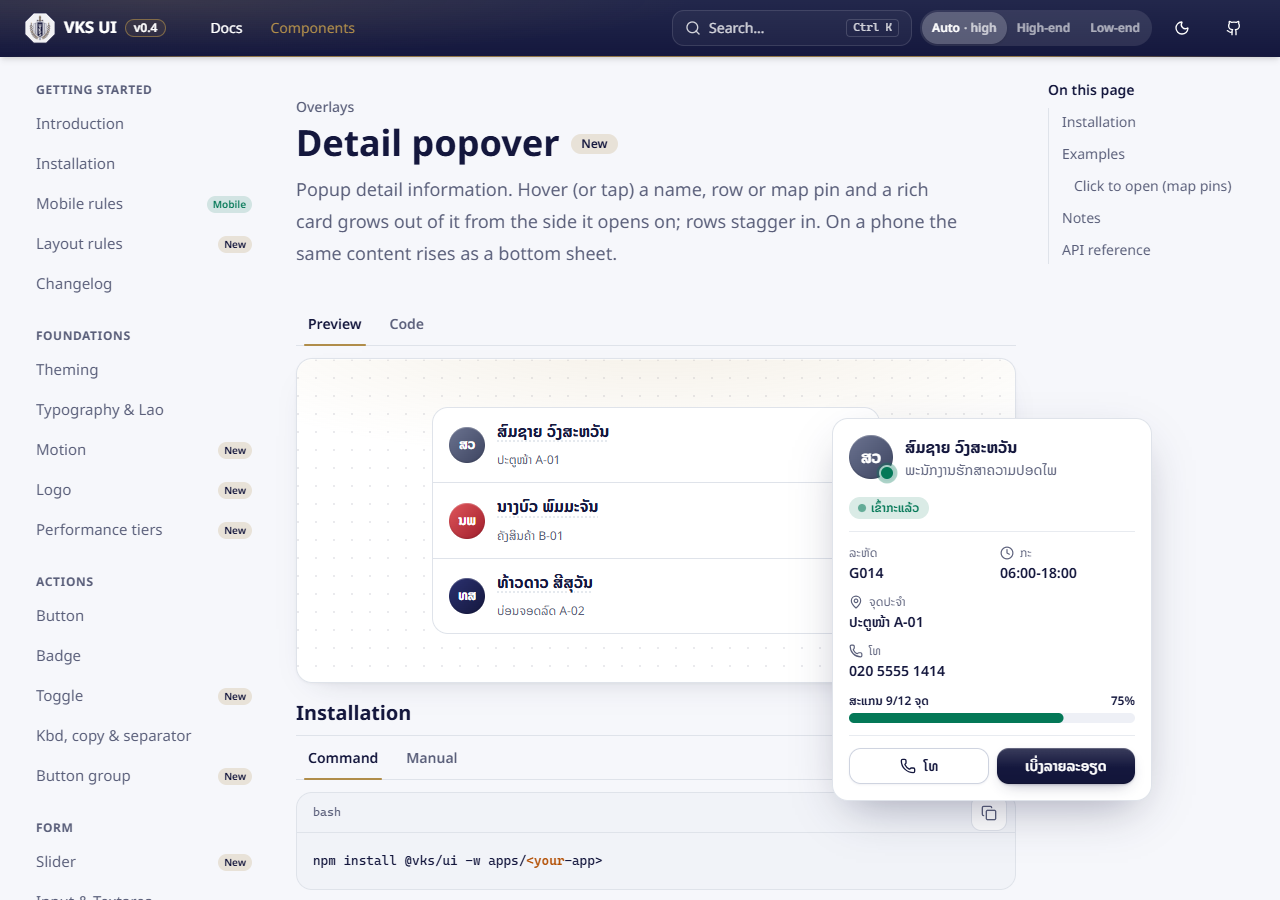 VKS UI v0.4
Docs
Components
Search...
Ctrl K
Auto · high
High-end
Low-end
GETTING STARTED
Introduction
Installation
Mobile rules Mobile
Layout rules New
Changelog
FOUNDATIONS
Theming
Typography & Lao
Motion New
Logo New
Performance tiers New
ACTIONS
Button
Badge
Toggle New
Kbd, copy & separator
Button group New
FORM
Slider New
Input & Textarea
Overlays
Detail popover New
Popup detail information. Hover (or tap) a name, row or map pin and a rich
card grows out of it from the side it opens on; rows stagger in. On a phone the
same content rises as a bottom sheet.
Preview
Code
ສວ
ສົມຊາຍ ວົງສະຫວັນ
ປະຕູໜ້າ A-01
ນພ
ນາງບົວ ພົມມະຈັນ
ຄັງສິນຄ້າ B-01
ທສ
ທ້າວດາວ ສີສຸວັນ
ບ່ອນຈອດລົດ A-02
ສວ
ສົມຊາຍ ວົງສະຫວັນ
ພະນັກງານຮັກສາຄວາມປອດໄພ
ເຂົ້າກະແລ້ວ
ລະຫັດ
G014
ກະ
06:00-18:00
ຈຸດປະຈຳ
ປະຕູໜ້າ A-01
ໂທ
020 5555 1414
ສະແກນ 9/12 ຈຸດ 75%
ໂທ
ເບິ່ງລາຍລະອຽດ
Installation
Command
Manual
bash
npm install @vks/ui -w apps/<your-app>
On this page
Installation
Examples
Click to open (map pins)
Notes
API reference